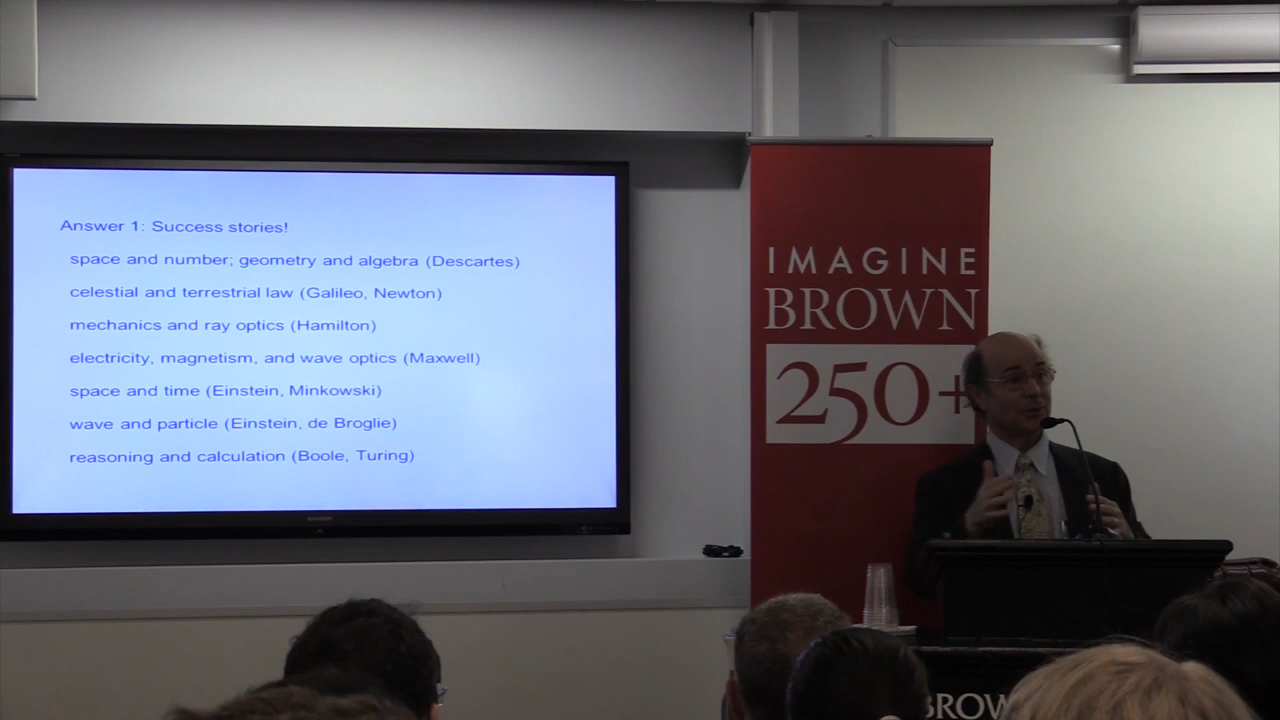 Answer 1: Success stories!
space and number; geometry and algebra (Descartes)
celestial and terrestrial law (Galileo, Newton)
mechanics and ray optics (Hamilton)
electricity, magnetism, and wave optics (Maxwell)
space and time (Einstein, Minkowski)
wave and particle (Einstein, de Broglie)
reasoning and calculation (Boole, Turing)
SHARP
IMAGINE
BROWN
250+
BROW